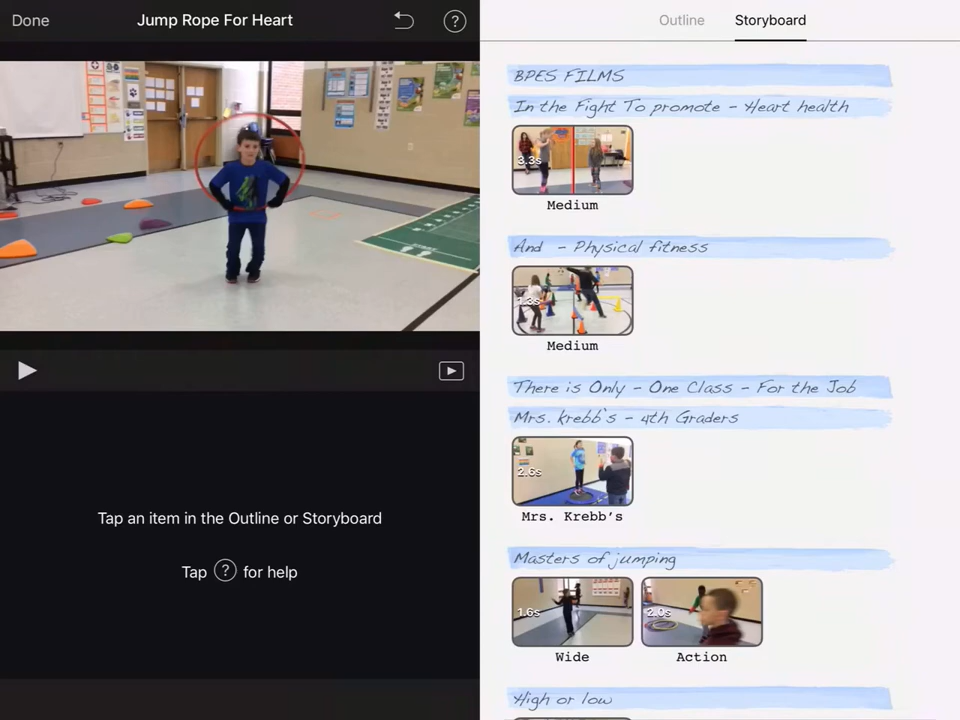 Done
Jump Rope For Heart
?
Outline
Storyboard
BPES FILMS
In the Fight To promote - Heart health
3.3s
Medium
And - Physical fitness
1.3s
Medium
There is Only - One Class - For the Job
Mrs. krebb's - 4th Graders
2.6s
Mrs. Krebb's
Masters of jumping
1.6s
2.0s
Wide
Action
High or low
Tap an item in the Outline or Storyboard
Tap ? for help